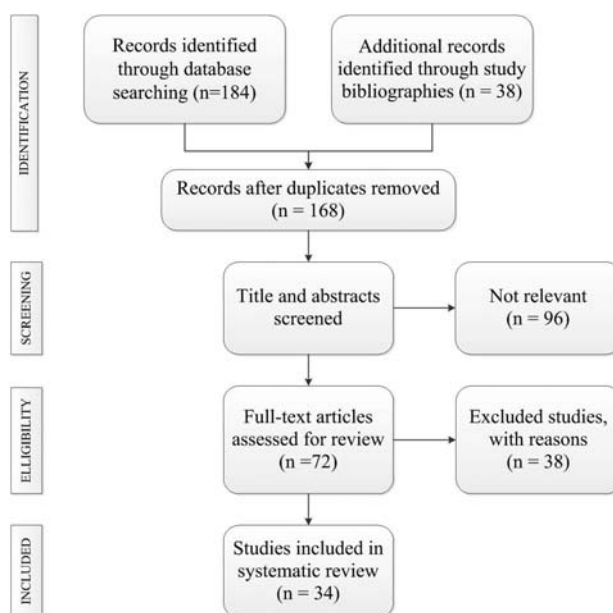 IDENTIFICATION
Records identified
through database
searching (n=184)
Additional records
identified through study
bibliographies (n = 38)
Records after duplicates removed
(n = 168)
SCREENING
Title and abstracts
screened
Not relevant
(n = 96)
ELLIGIBILITY
Full-text articles
assessed for review
(n =72)
Excluded studies,
with reasons
(n = 38)
INCLUDED
Studies included in
systematic review
(n = 34)